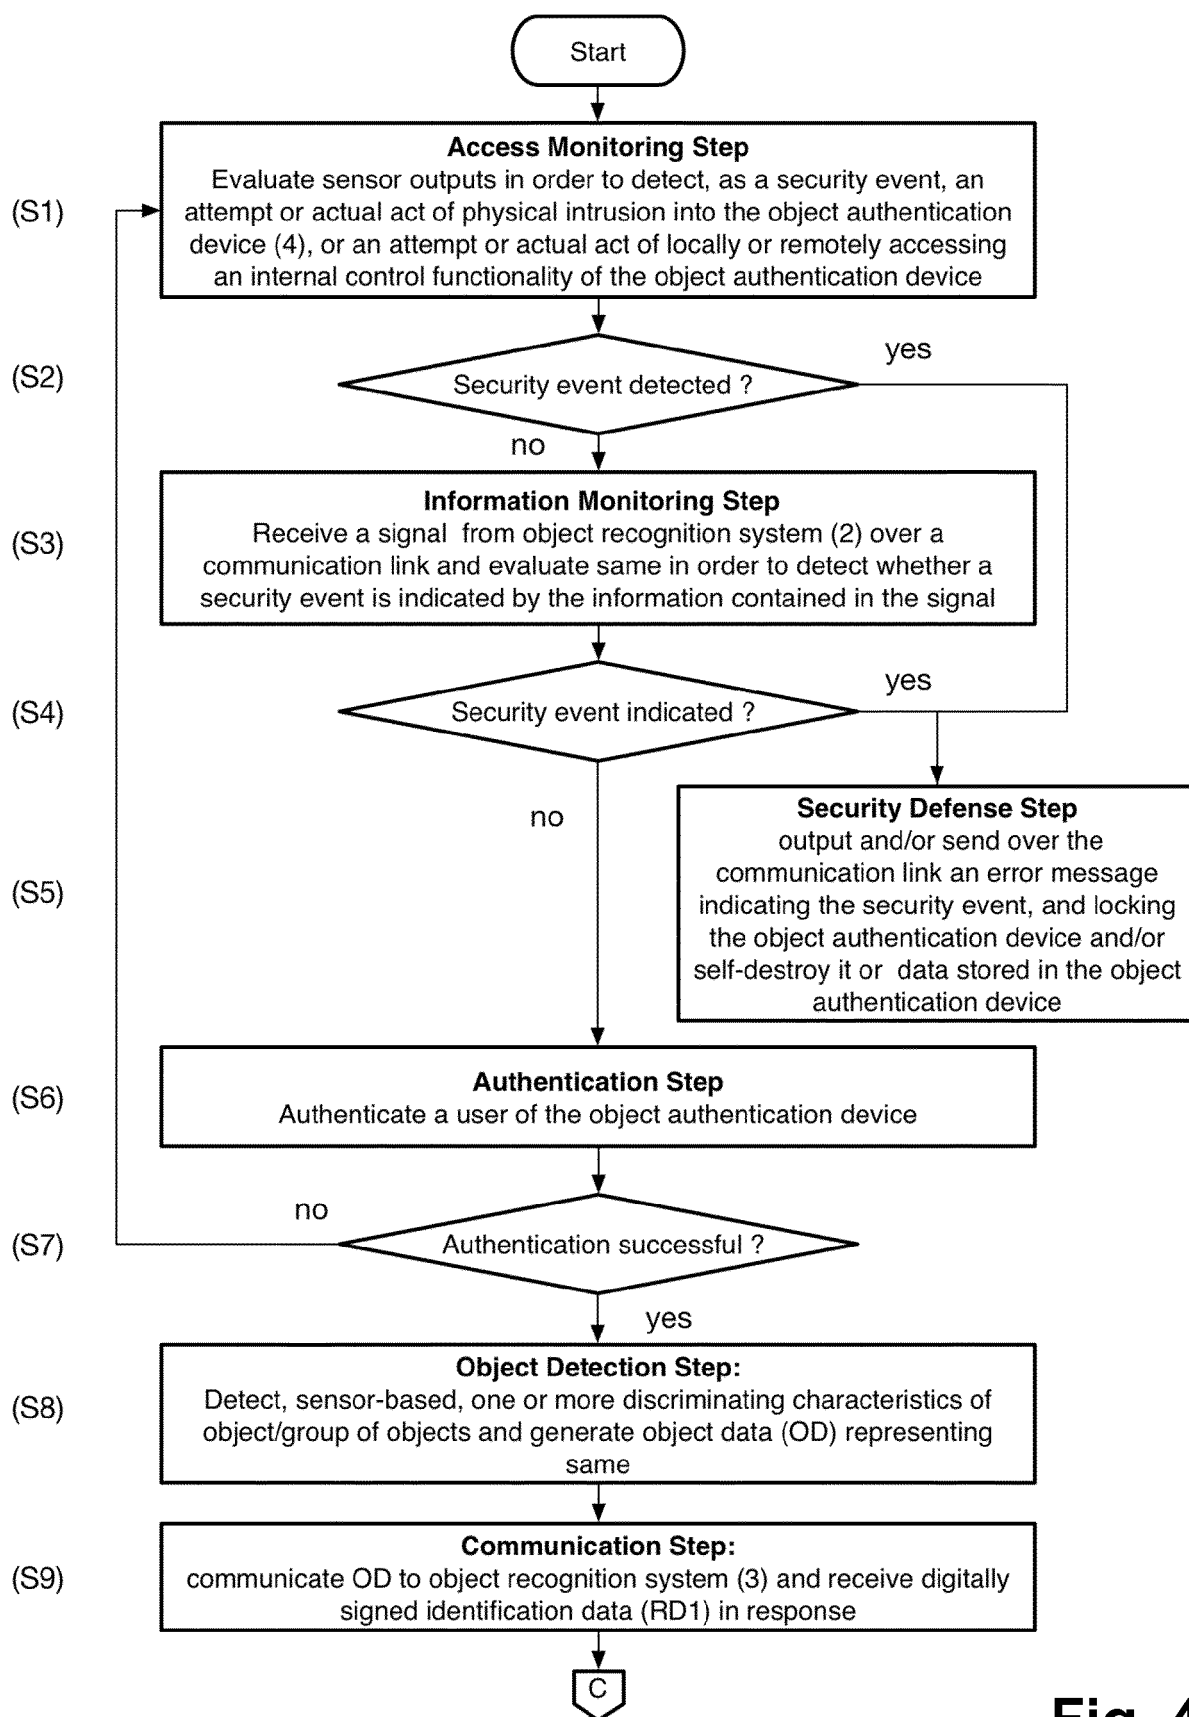 Start
Access Monitoring Step
(S1)
Evaluate sensor outputs in order to detect, as a security event, an
attempt or actual act of physical intrusion into the object authentication
device (4), or an attempt or actual act of locally or remotely accessing
an internal control functionality of the object authentication device
(S2)
Security event detected ?
yes
no
Information Monitoring Step
(S3)
Receive a signal from object recognition system (2) over a
communication link and evaluate same in order to detect whether a
security event is indicated by the information contained in the signal
(S4)
Security event indicated ?
yes
no
Security Defense Step
(S5)
output and/or send over the
communication link an error message
indicating the security event, and locking
the object authentication device and/or
self-destroy it or data stored in the object
authentication device
Authentication Step
(S6)
Authenticate a user of the object authentication device
no
(S7)
Authentication successful ?
yes
Object Detection Step:
(S8)
Detect, sensor-based, one or more discriminating characteristics of
object/group of objects and generate object data (OD) representing
same
Communication Step:
(S9)
communicate OD to object recognition system (3) and receive digitally
signed identification data (RD1) in response
C
Fig. 4